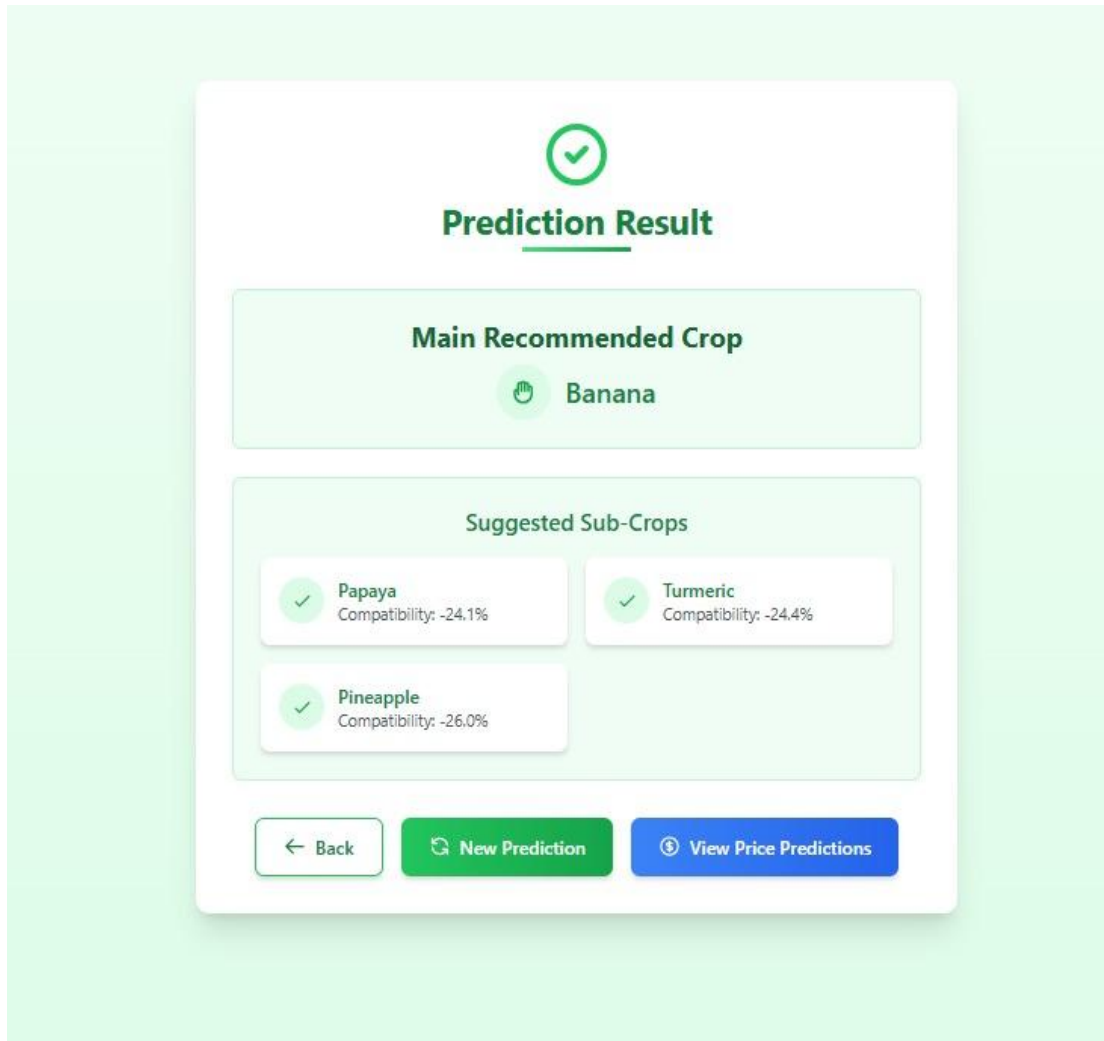 Prediction Result
Main Recommended Crop
Banana
Suggested Sub-Crops
Papaya
Compatibility: -24.1%
Turmeric
Compatibility: -24.4%
Pineapple
Compatibility: -26.0%
Back
New Prediction
View Price Predictions